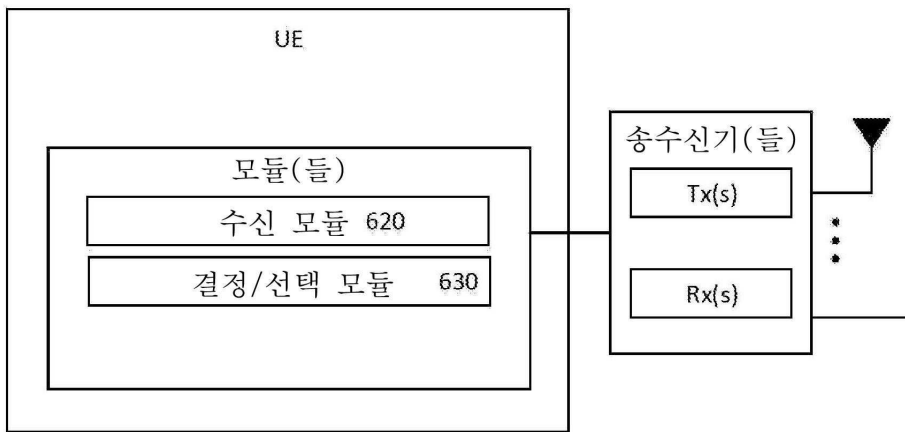 UE
모듈(들)
수신 모듈 620
결정/선택 모듈 630
송수신기(들)
Tx(s)
Rx(s)